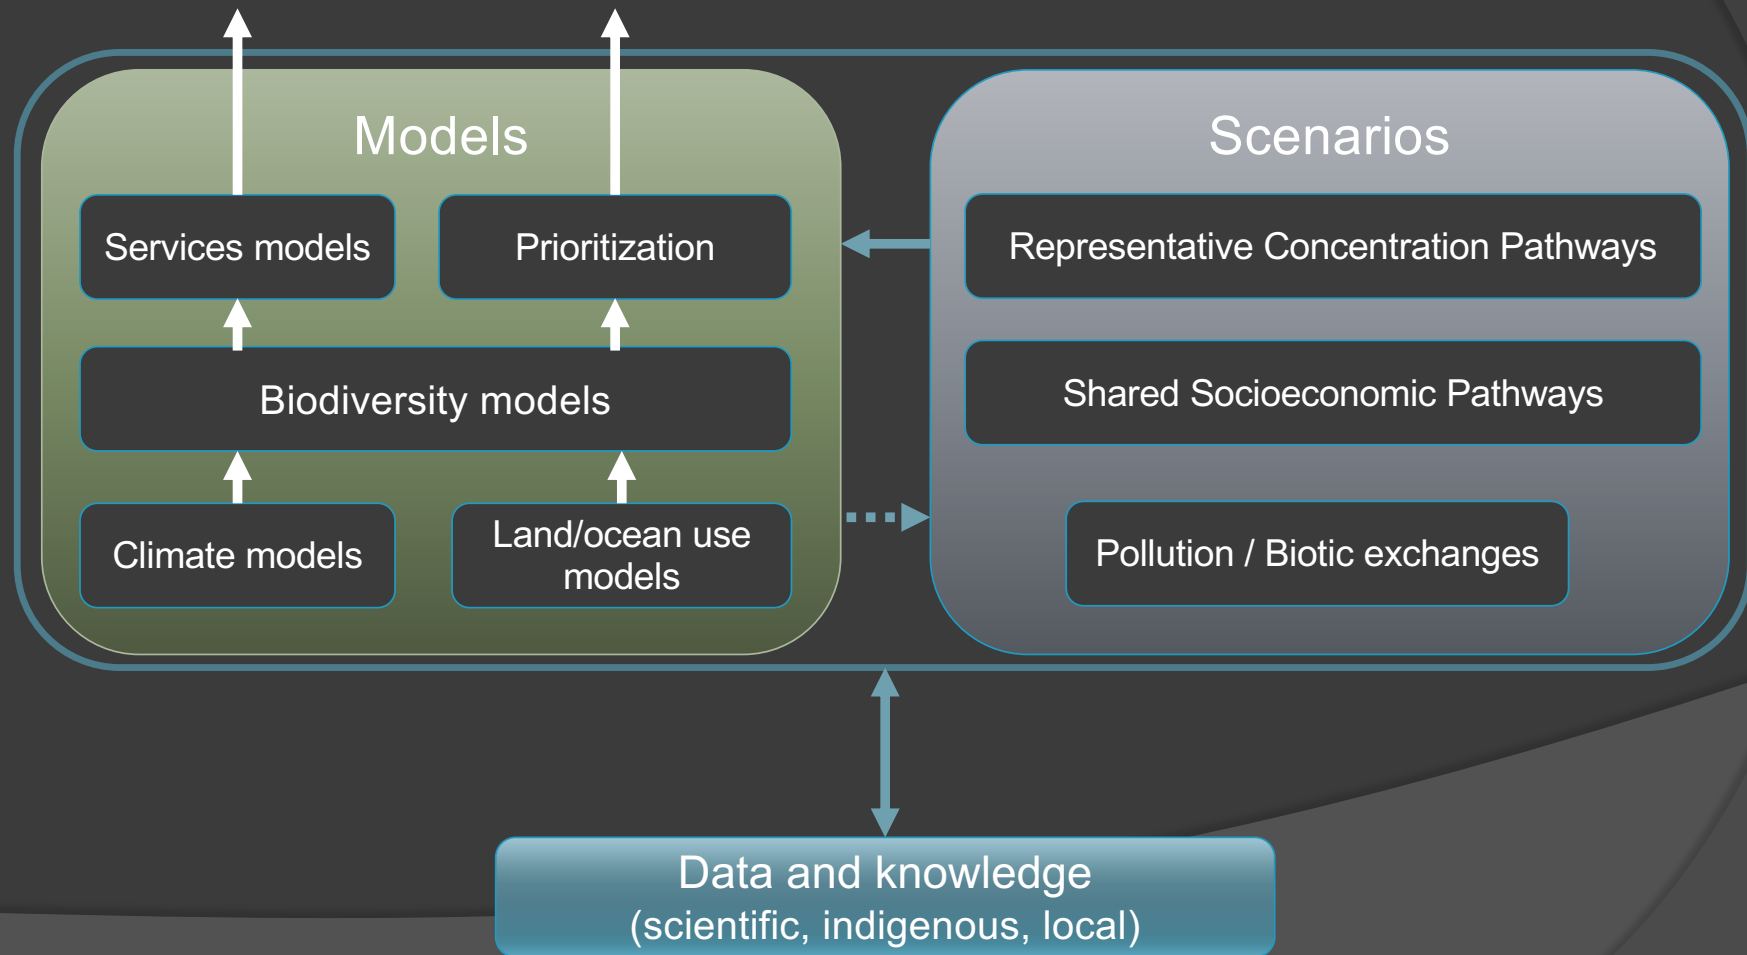 Models
Services models
Prioritization
Biodiversity models
Climate models
Land/ocean use
models
Scenarios
Representative Concentration Pathways
Shared Socioeconomic Pathways
Pollution / Biotic exchanges
Data and knowledge
(scientific, indigenous, local)